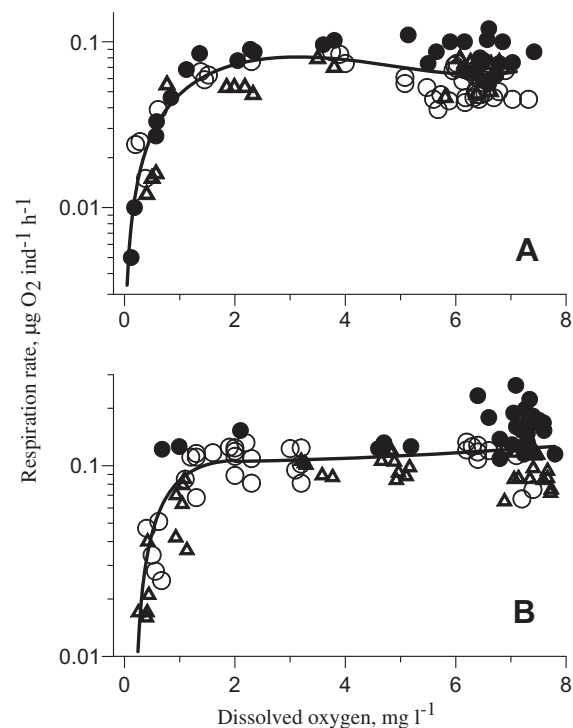 0.1
0.01
A
0 2 4 6 8
Respiration rate, µg O2 ind-1 h-1
0.1
0.01
B
0 2 4 6 8
Dissolved oxygen, mg l-1